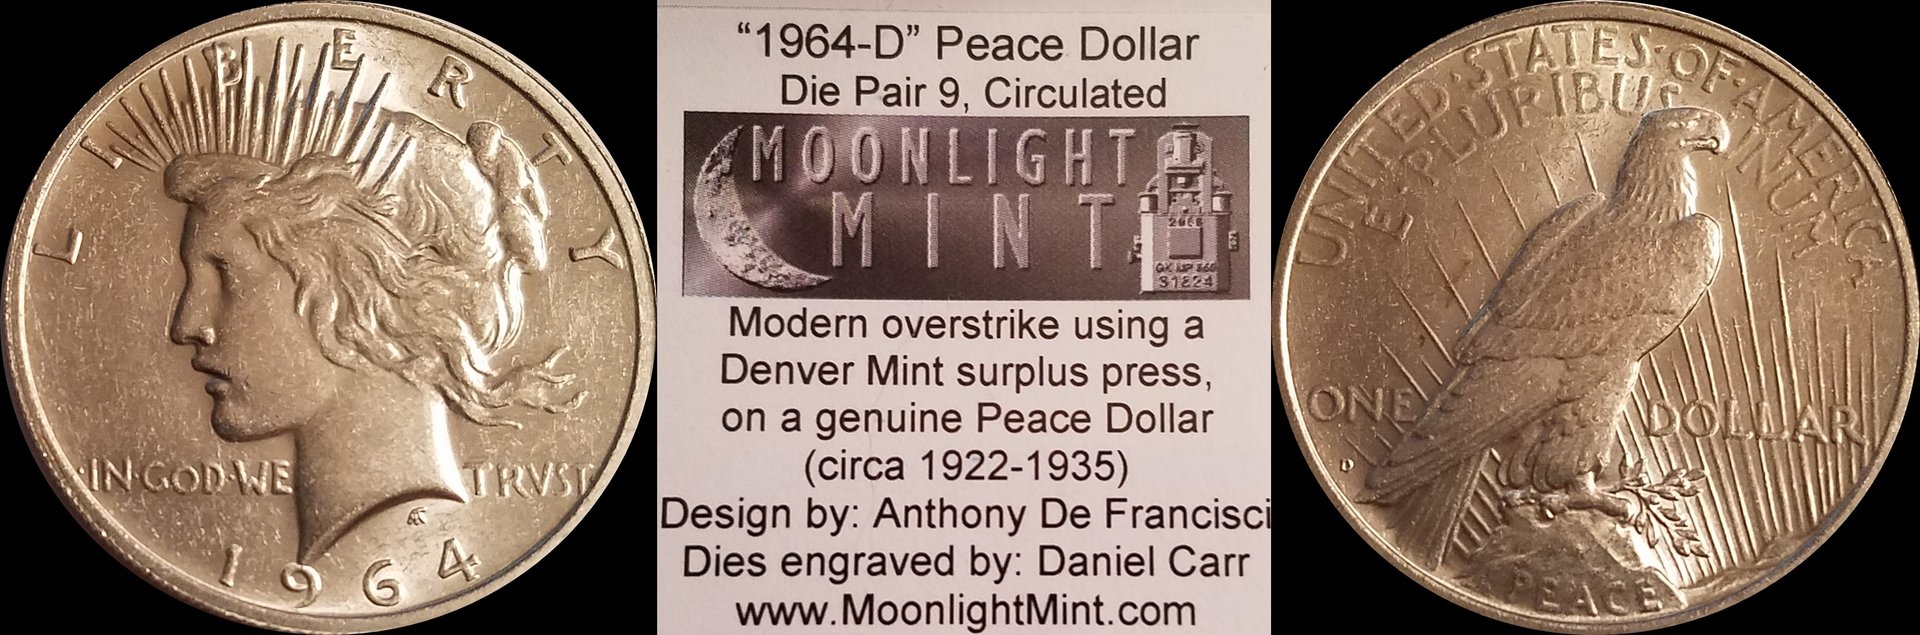 LIBERTY
·IN·GOD·WE TRVST
1964
“1964-D” Peace Dollar
Die Pair 9, Circulated
MOONLIGHT
MINT
31224
Modern overstrike using a
Denver Mint surplus press,
on a genuine Peace Dollar
(circa 1922-1935)
Design by: Anthony De Francisci
Dies engraved by: Daniel Carr
www.MoonlightMint.com
UNITED·STATES·OF·AMERICA
E·PLURIBUS UNUM
ONE DOLLAR
D
PEACE